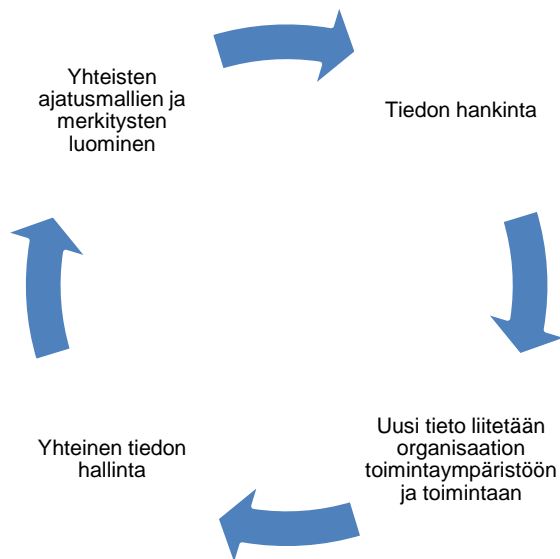 Yhteisten
ajatusmallien ja
merkitysten
luominen
Tiedon hankinta
Uusi tieto liitetään
organisaation
toimintaympäristöön
ja toimintaan
Yhteinen tiedon
hallinta